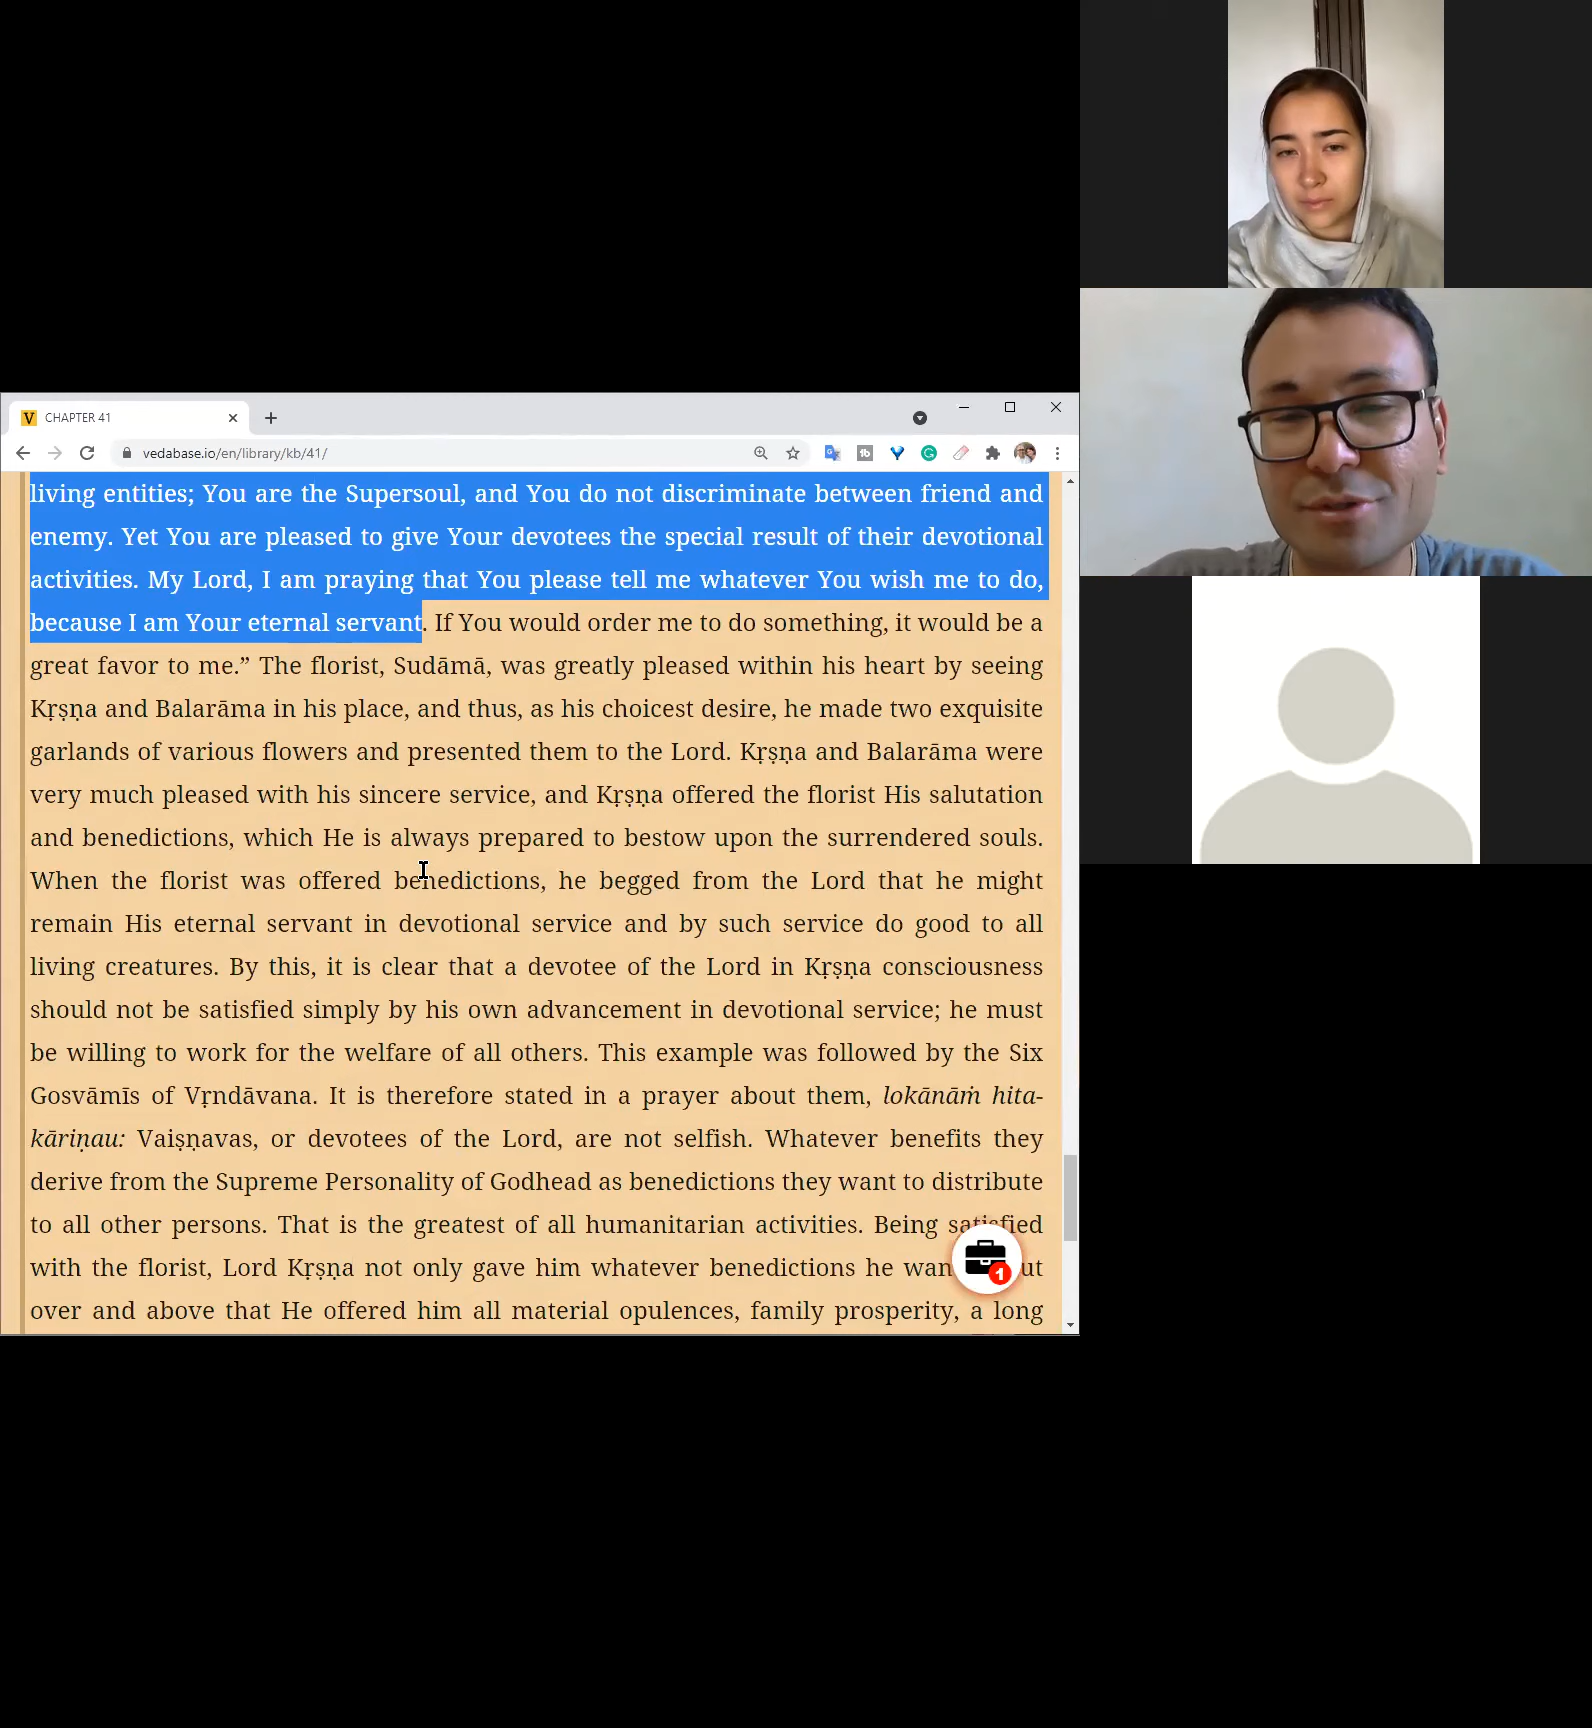 CHAPTER 41
vedabase.io/en/library/kb/41/
living entities; You are the Supersoul, and You do not discriminate between friend and
enemy. Yet You are pleased to give Your devotees the special result of their devotional
activities. My Lord, I am praying that You please tell me whatever You wish me to do,
because I am Your eternal servant. If You would order me to do something, it would be a
great favor to me.” The florist, Sudāmā, was greatly pleased within his heart by seeing
Kṛṣṇa and Balarāma in his place, and thus, as his choicest desire, he made two exquisite
garlands of various flowers and presented them to the Lord. Kṛṣṇa and Balarāma were
very much pleased with his sincere service, and Kṛṣṇa offered the florist His salutation
and benedictions, which He is always prepared to bestow upon the surrendered souls.
When the florist was offered benedictions, he begged from the Lord that he might
remain His eternal servant in devotional service and by such service do good to all
living creatures. By this, it is clear that a devotee of the Lord in Kṛṣṇa consciousness
should not be satisfied simply by his own advancement in devotional service; he must
be willing to work for the welfare of all others. This example was followed by the Six
Gosvāmīs of Vṛndāvana. It is therefore stated in a prayer about them, lokānāṁ hita-
kāriṇau: Vaiṣṇavas, or devotees of the Lord, are not selfish. Whatever benefits they
derive from the Supreme Personality of Godhead as benedictions they want to distribute
to all other persons. That is the greatest of all humanitarian activities. Being satisfied
with the florist, Lord Kṛṣṇa not only gave him whatever benedictions he
over and above that He offered him all material opulences, family prosperity, a long
1